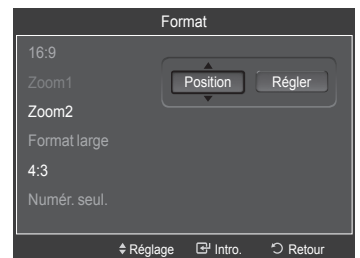 Format
16:9
Zoom1
Position Régler
Zoom2
Format large
4:3
Numér. seul.
Réglage Intro. Retour